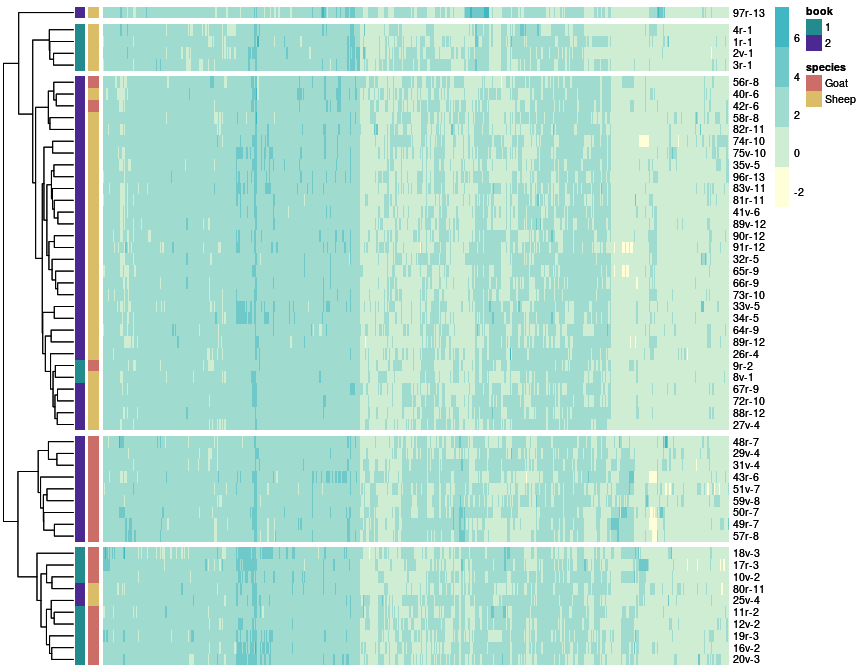 97r-13
4r-1
1r-1
2v-1
3r-1
56r-8
40r-6
42r-6
58r-8
82r-11
74r-10
75v-10
35v-5
96r-13
83v-11
81r-11
41v-6
89v-12
90r-12
91r-12
32r-5
65r-9
66r-9
73r-10
33v-5
34r-5
64r-9
89r-12
26r-4
9r-2
8v-1
67r-9
72r-10
88r-12
27v-4
48r-7
29v-4
31v-4
43r-6
51v-7
59v-8
50r-7
49r-7
57r-8
18v-3
17r-3
10v-2
80r-11
25v-4
11r-2
12v-2
19r-3
16v-2
20v-3
6
4
2
0
-2
book
1
2
species
Goat
Sheep